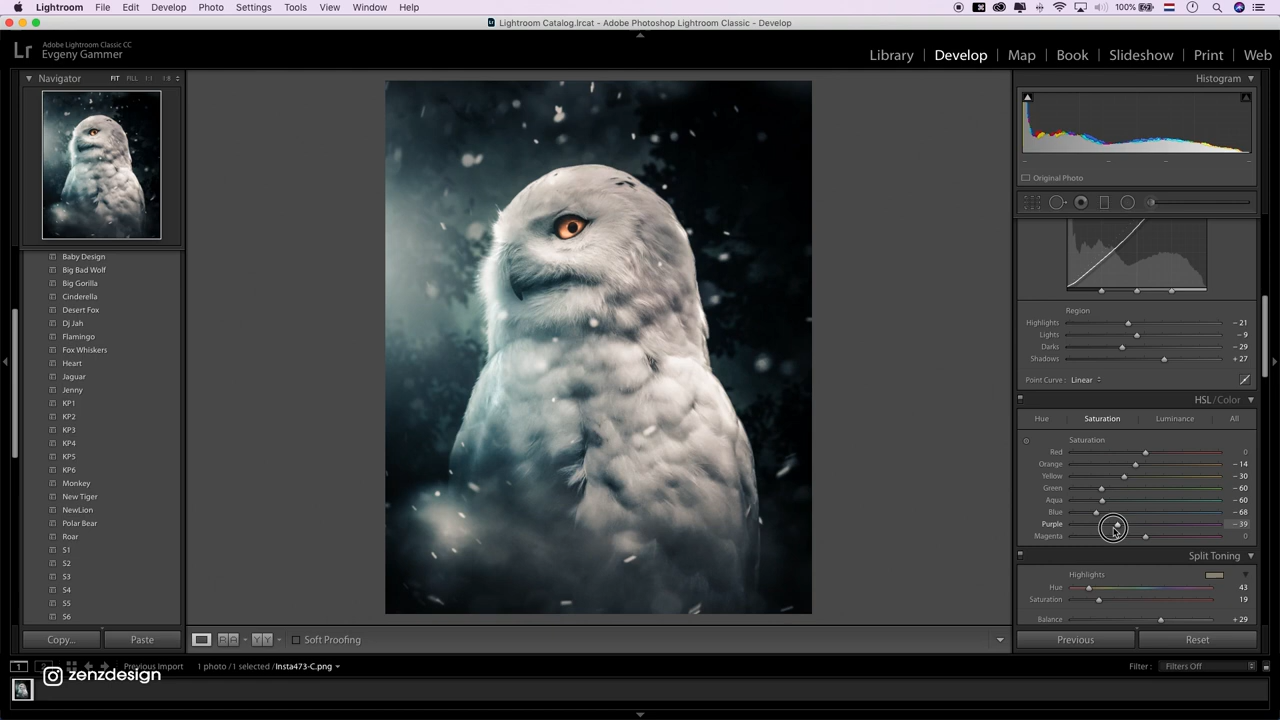 Lightroom File Edit Develop Photo Settings Tools View Window Help 100%
Lightroom Catalog.lrcat - Adobe Photoshop Lightroom Classic - Develop
Lr
Adobe Lightroom Classic CC
Evgeny Gammer
Library | Develop | Map | Book | Slideshow | Print | Web
Navigator FIT FILL 1:1 1:8
Baby Design
Big Bad Wolf
Big Gorilla
Cinderella
Desert Fox
Dj Jah
Flamingo
Fox Whiskers
Heart
Jaguar
Jenny
KP1
KP2
KP3
KP4
KP5
KP6
Monkey
New Tiger
NewLion
Polar Bear
Roar
S1
S2
S3
S4
S5
S6
Copy... Paste
Soft Proofing
Histogram
Original Photo
Region
Highlights - 21
Lights - 9
Darks - 29
Shadows + 27
Point Curve : Linear
HSL / Color
Hue Saturation Luminance All
Saturation
Red 0
Orange - 14
Yellow - 30
Green - 60
Aqua - 60
Blue - 68
Purple - 39
Magenta 0
Split Toning
Highlights
Hue 43
Saturation 19
Balance + 29
Previous Reset
1 2 Previous Import 1 photo / 1 selected / Insta473-C.png Filter : Filters Off
zenzdesign